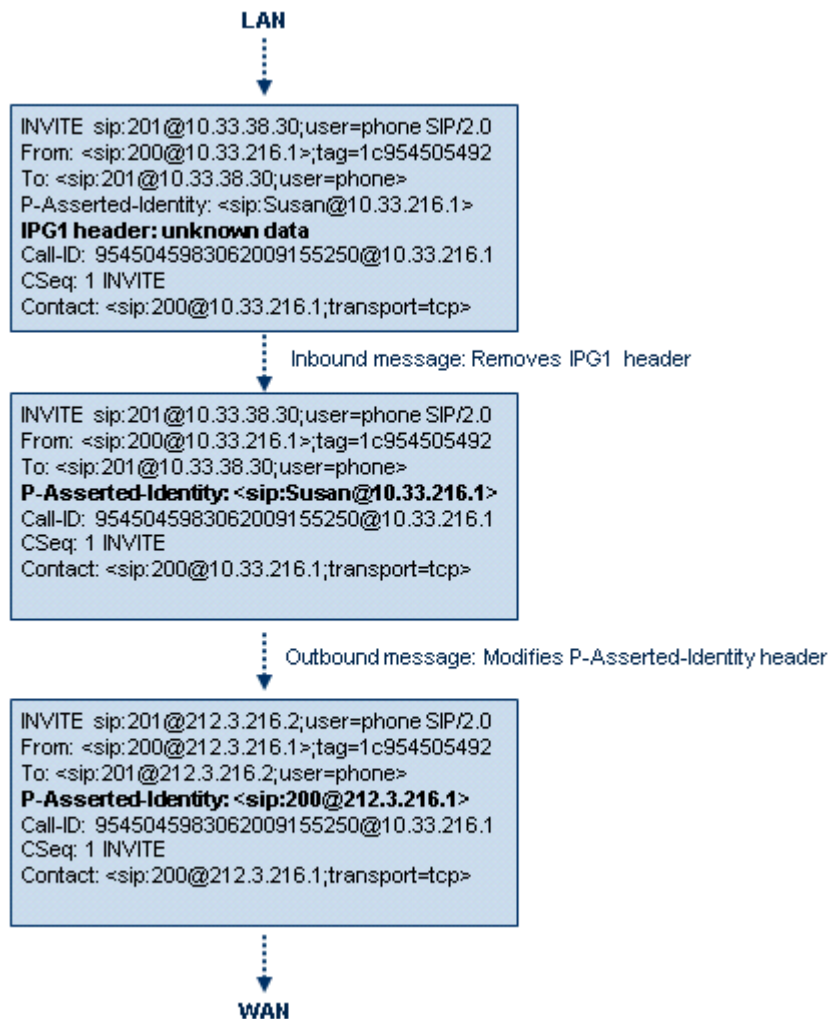 LAN
INVITE sip:201@10.33.38.30;user=phone SIP/2.0
From: <sip:200@10.33.216.1>;tag=1c954505492
To: <sip:201@10.33.38.30;user=phone>
P-Asserted-Identity: <sip:Susan@10.33.216.1>
IPG1 header: unknown data
Call-ID: 9545045983062009155250@10.33.216.1
CSeq: 1 INVITE
Contact: <sip:200@10.33.216.1;transport=tcp>
Inbound message: Removes IPG1 header
INVITE sip:201@10.33.38.30;user=phone SIP/2.0
From: <sip:200@10.33.216.1>;tag=1c954505492
To: <sip:201@10.33.38.30;user=phone>
P-Asserted-Identity: <sip:Susan@10.33.216.1>
Call-ID: 9545045983062009155250@10.33.216.1
CSeq: 1 INVITE
Contact: <sip:200@10.33.216.1;transport=tcp>
Outbound message: Modifies P-Asserted-Identity header
INVITE sip:201@212.3.216.2;user=phone SIP/2.0
From: <sip:200@212.3.216.1>;tag=1c954505492
To: <sip:201@212.3.216.2;user=phone>
P-Asserted-Identity: <sip:200@212.3.216.1>
Call-ID: 9545045983062009155250@10.33.216.1
CSeq: 1 INVITE
Contact: <sip:200@212.3.216.1;transport=tcp>
WAN